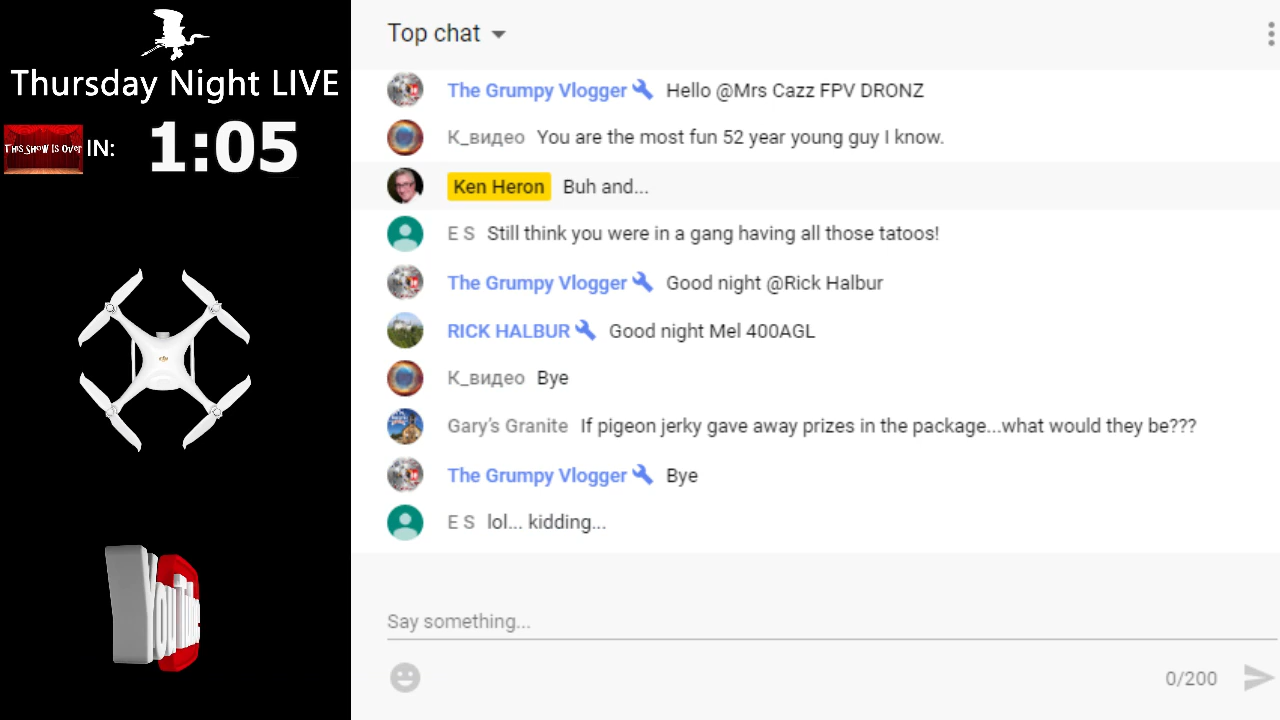 Thursday Night LIVE
THIS SHOW IS OVER IN: 1:05
Top chat
The Grumpy Vlogger Hello @Mrs Cazz FPV DRONZ
К_видео You are the most fun 52 year young guy I know.
Ken Heron Buh and...
E S Still think you were in a gang having all those tatoos!
The Grumpy Vlogger Good night @Rick Halbur
RICK HALBUR Good night Mel 400AGL
К_видео Bye
Gary's Granite If pigeon jerky gave away prizes in the package...what would they be???
The Grumpy Vlogger Bye
E S lol... kidding...
Say something...
0/200